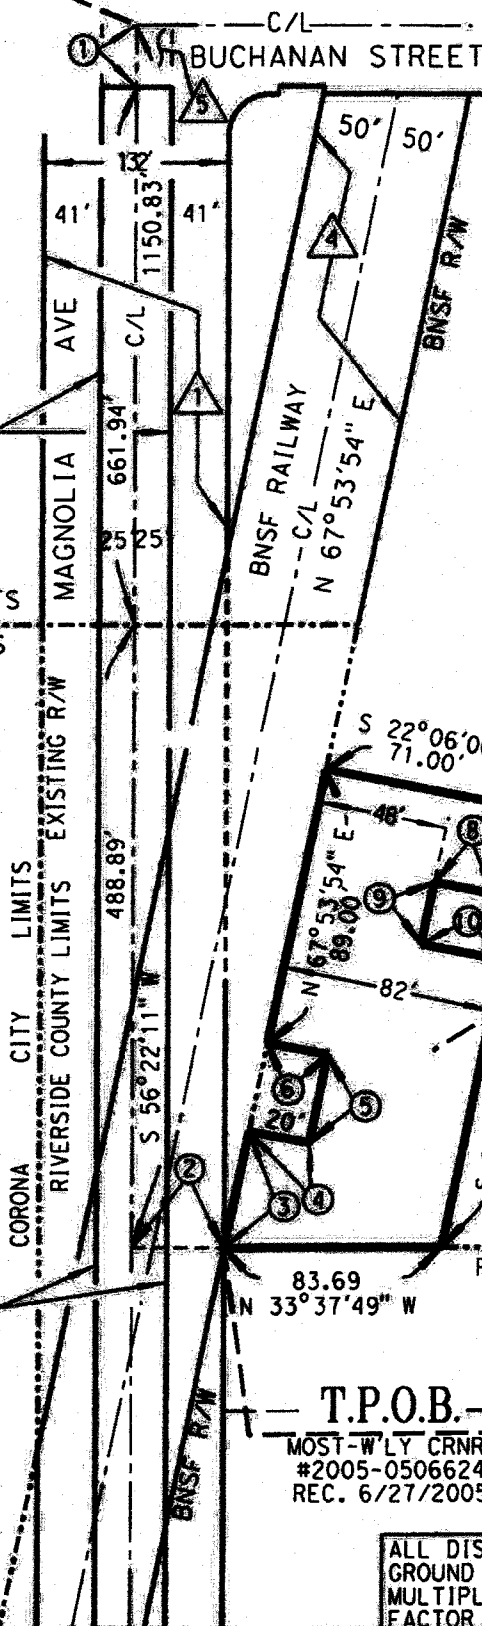 C/L
BUCHANAN STREET
1
5
50'
50'
132'
41'
1150.83'
41'
4
BNSF R/W
AVE
C/L
1
661.94'
BNSF RAILWAY
C/L
N 67°53'54" E
MAGNOLIA
25
25
S
EXISTING R/W
S 22°06'0
71.00'
48'
8
488.89'
LIMITS
RIVERSIDE COUNTY LIMITS
N 67°53'54" E
89.00
9
10
82'
CITY
S 56°22'11" W
6
5
20'
CORONA
2
3
4
83.69
N 33°37'49" W
T.P.O.B.
BNSF R/W
MOST-W'LY CRNR
#2005-0506624
REC. 6/27/2005
ALL DIS
GROUND
MULTIPL
FACTOR